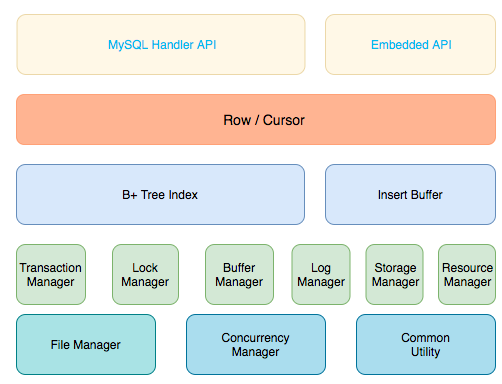 MySQL Handler API
Embedded API
Row / Cursor
B+ Tree Index
Insert Buffer
Transaction
Manager
Lock
Manager
Buffer
Manager
Log
Manager
Storage
Manager
Resource
Manager
File Manager
Concurrency
Manager
Common
Utility